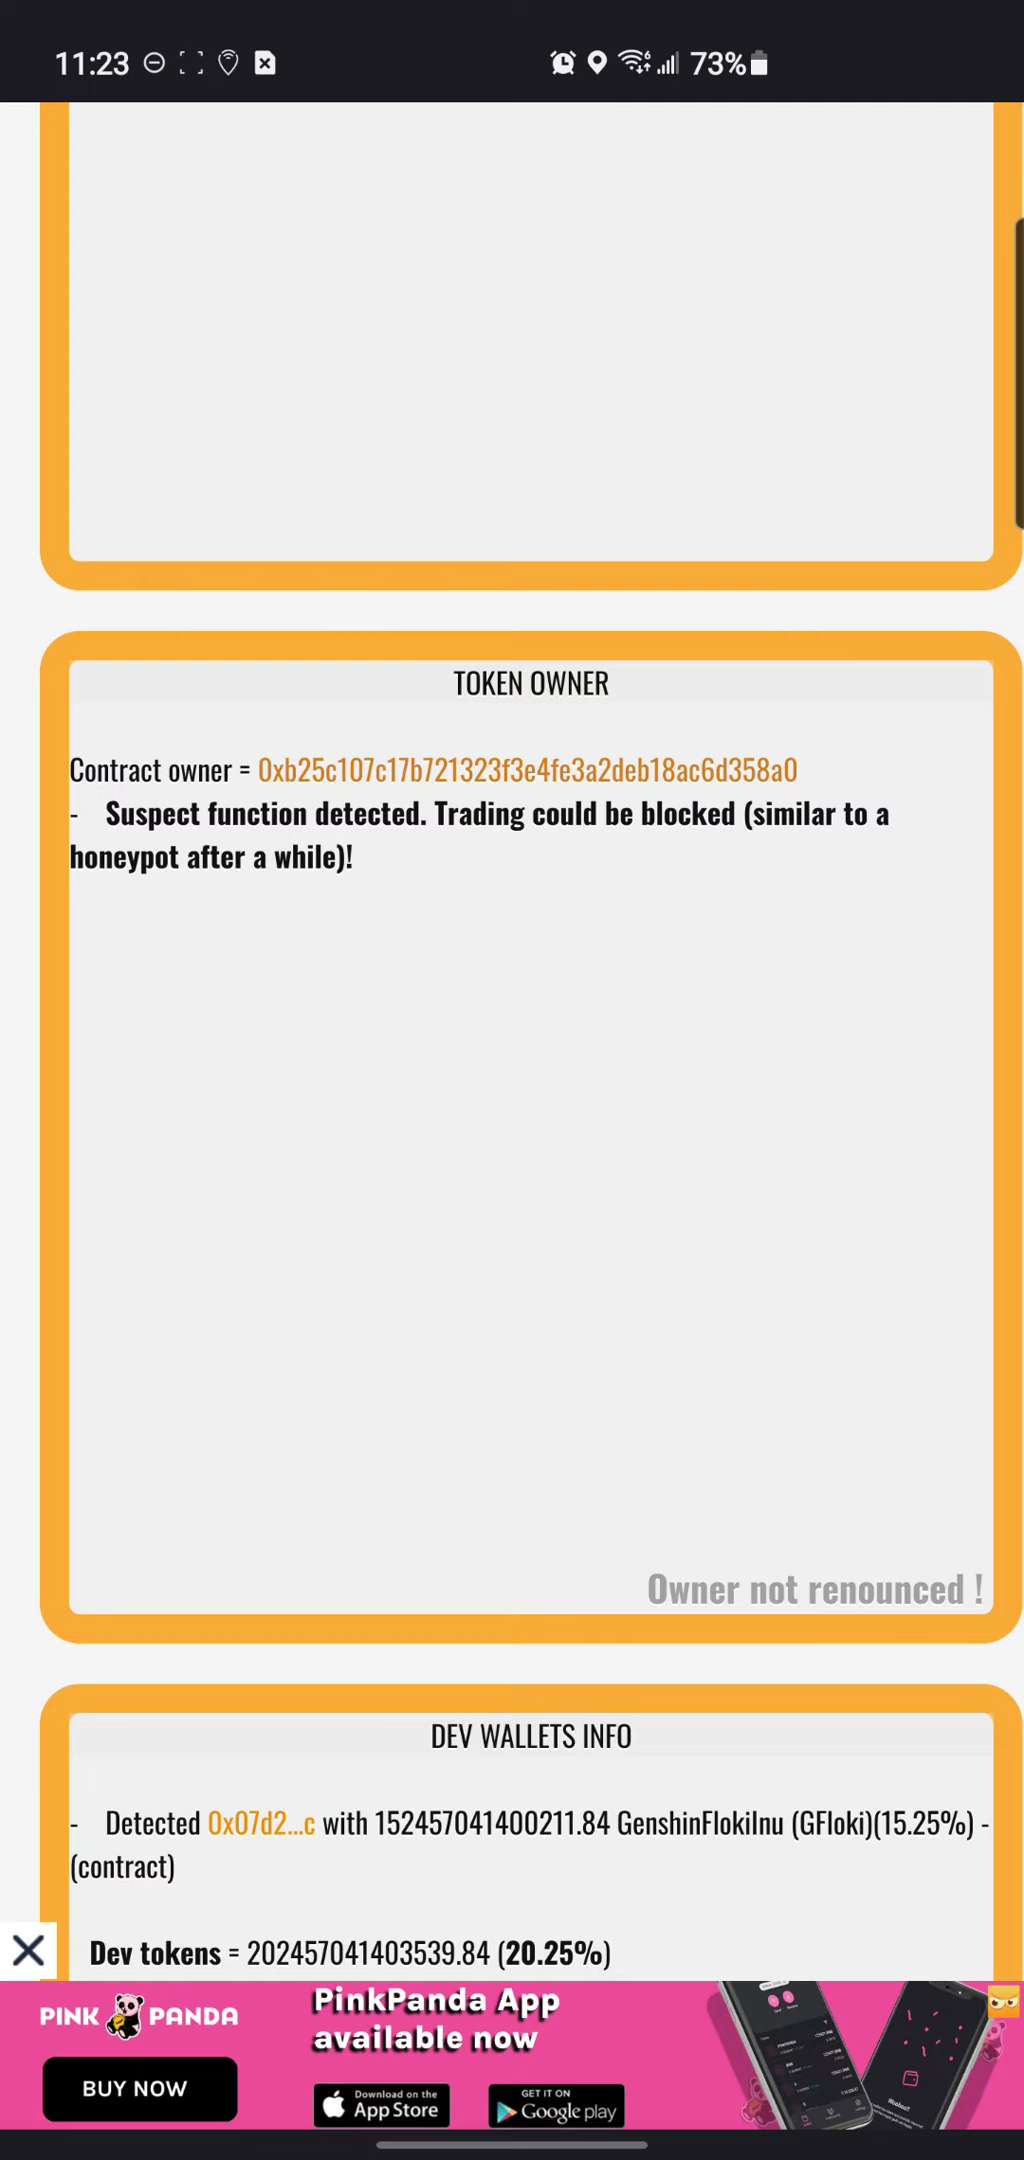 11:23
73%
TOKEN OWNER
Contract owner = 0xb25c107c17b721323f3e4fe3a2deb18ac6d358a0
- Suspect function detected. Trading could be blocked (similar to a
honeypot after a while)!
Owner not renounced !
DEV WALLETS INFO
- Detected 0x07d2...c with 152457041400211.84 GenshinFlokiInu (GFloki)(15.25%) -
(contract)
Dev tokens = 202457041403539.84 (20.25%)
PINK PANDA
PinkPanda App
available now
BUY NOW
Download on the
App Store
GET IT ON
Google play